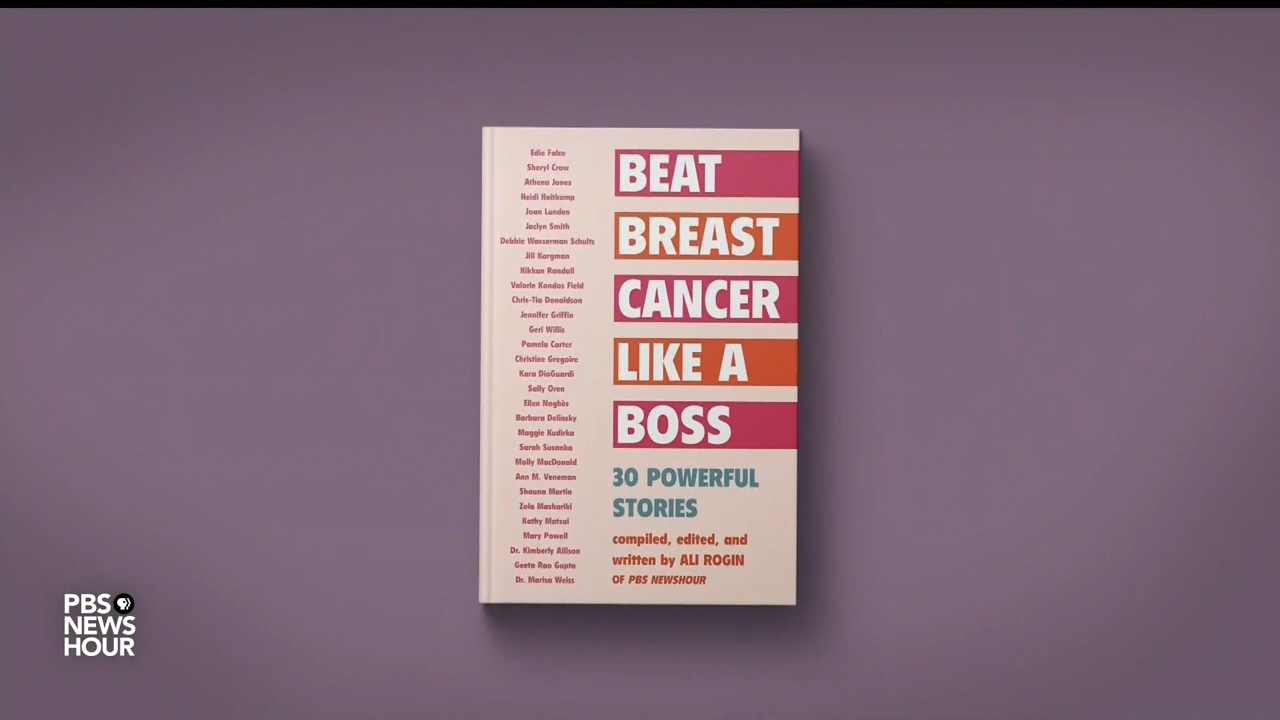 Edie Falco
Sheryl Crow
Athena Jones
Heidi Heitkamp
Joan Lunden
Jaclyn Smith
Debbie Wasserman Schultz
Jill Kargman
Kikkan Randall
Valorie Kondos Field
Chris-Tia Donaldson
Jennifer Griffin
Geri Willis
Pamela Carter
Christine Gregoire
Kara DioGuardi
Sally Oren
Ellen Noghès
Barbara Delinsky
Maggie Kudirka
Sarah Susanka
Molly MacDonald
Ann M. Veneman
Shauna Martin
Zola Mashariki
Kathy Matsui
Mary Powell
Dr. Kimberly Allison
Geeta Rao Gupta
Dr. Marisa Weiss
BEAT
BREAST
CANCER
LIKE A
BOSS
30 POWERFUL
STORIES
compiled, edited, and
written by ALI ROGIN
OF PBS NEWSHOUR
PBS
NEWS
HOUR